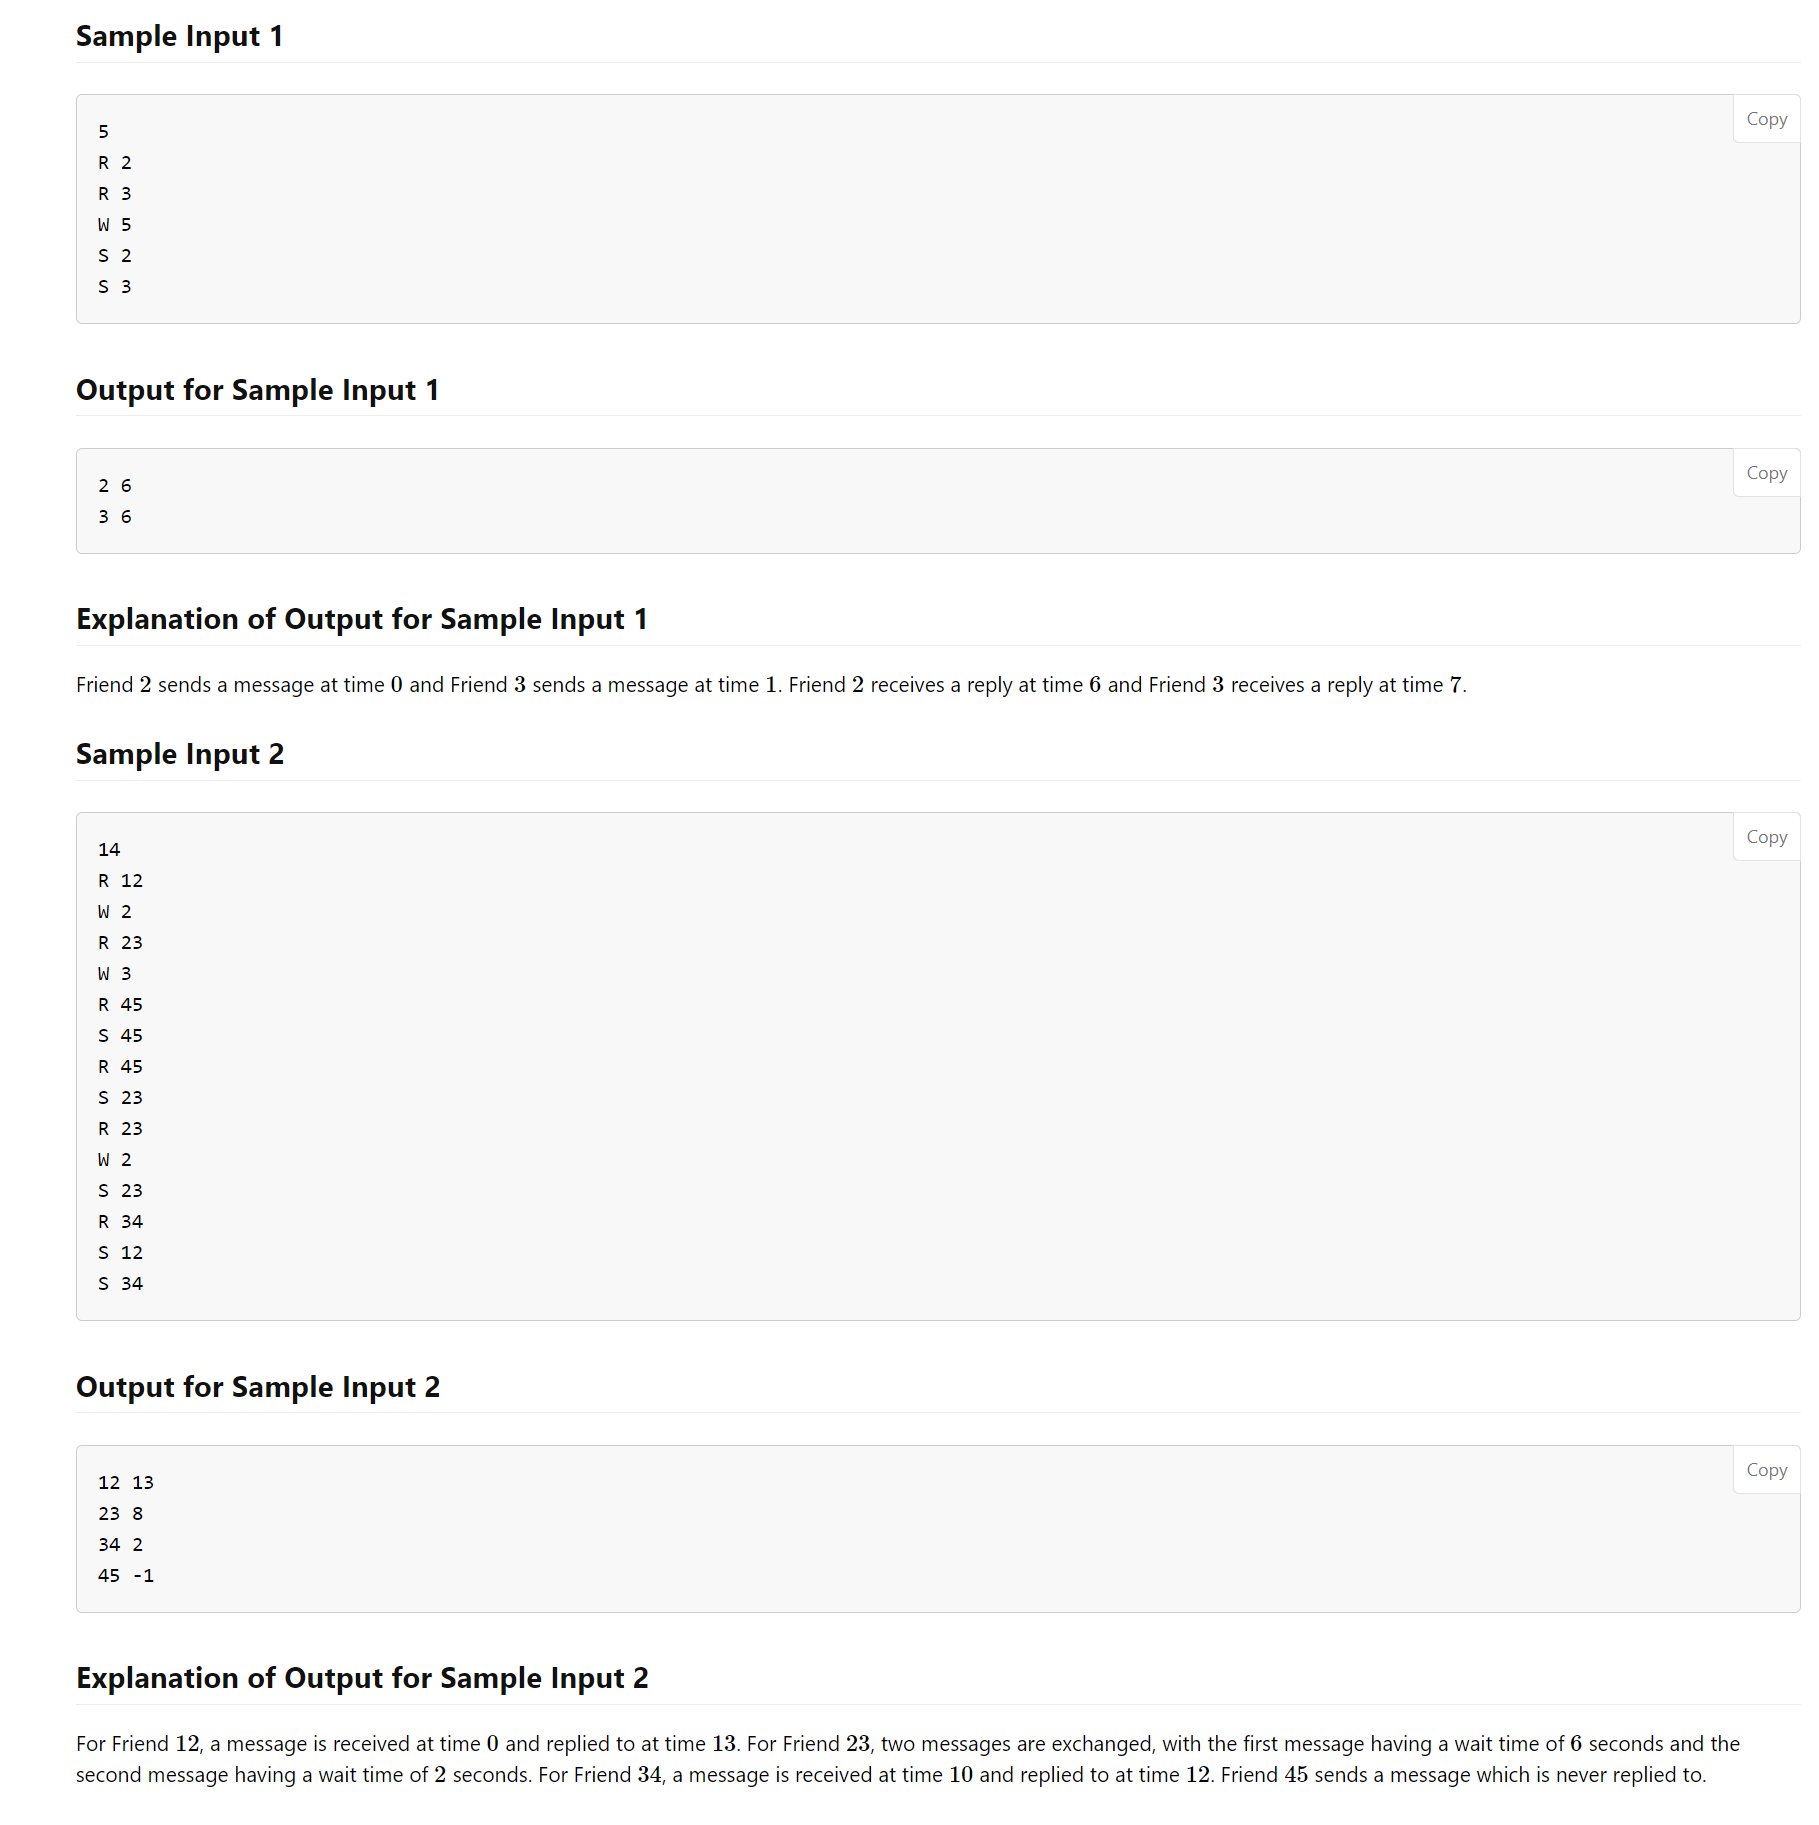 Sample Input 1
Copy
5
R 2
R 3
W 5
S 2
S 3
Output for Sample Input 1
Copy
2 6
3 6
Explanation of Output for Sample Input 1
Friend 2 sends a message at time 0 and Friend 3 sends a message at time 1. Friend 2 receives a reply at time 6 and Friend 3 receives a reply at time 7.
Sample Input 2
Copy
14
R 12
W 2
R 23
W 3
R 45
S 45
R 45
S 23
R 23
W 2
S 23
R 34
S 12
S 34
Output for Sample Input 2
Copy
12 13
23 8
34 2
45 -1
Explanation of Output for Sample Input 2
For Friend 12, a message is received at time 0 and replied to at time 13. For Friend 23, two messages are exchanged, with the first message having a wait time of 6 seconds and the
second message having a wait time of 2 seconds. For Friend 34, a message is received at time 10 and replied to at time 12. Friend 45 sends a message which is never replied to.